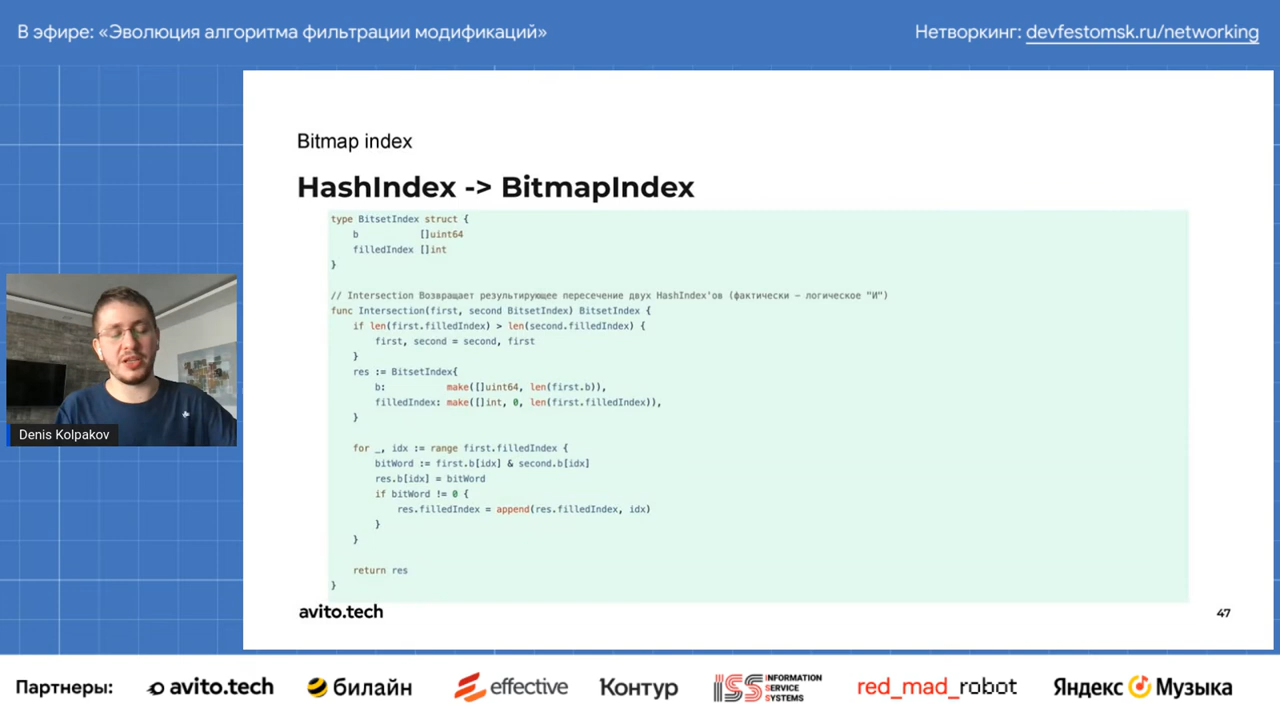 В эфире: «Эволюция алгоритма фильтрации модификаций»
Нетворкинг: devfestomsk.ru/networking
Bitmap index
HashIndex -> BitmapIndex
type BitsetIndex struct {
b []uint64
filledIndex []int
}
// Intersection Возвращает результирующее пересечение двух HashIndex'ов (фактически – логическое "И")
func Intersection(first, second BitsetIndex) BitsetIndex {
if len(first.filledIndex) > len(second.filledIndex) {
first, second = second, first
}
res := BitsetIndex{
b: make([]uint64, len(first.b)),
filledIndex: make([]int, 0, len(first.filledIndex)),
}
for _, idx := range first.filledIndex {
bitWord := first.b[idx] & second.b[idx]
res.b[idx] = bitWord
if bitWord != 0 {
res.filledIndex = append(res.filledIndex, idx)
}
}
return res
}
avito.tech
47
Denis Kolpakov
Партнеры:
avito.tech
билайн
effective
Контур
ISS INFORMATION
SERVICE
SYSTEMS
red_mad_robot
Яндекс Музыка